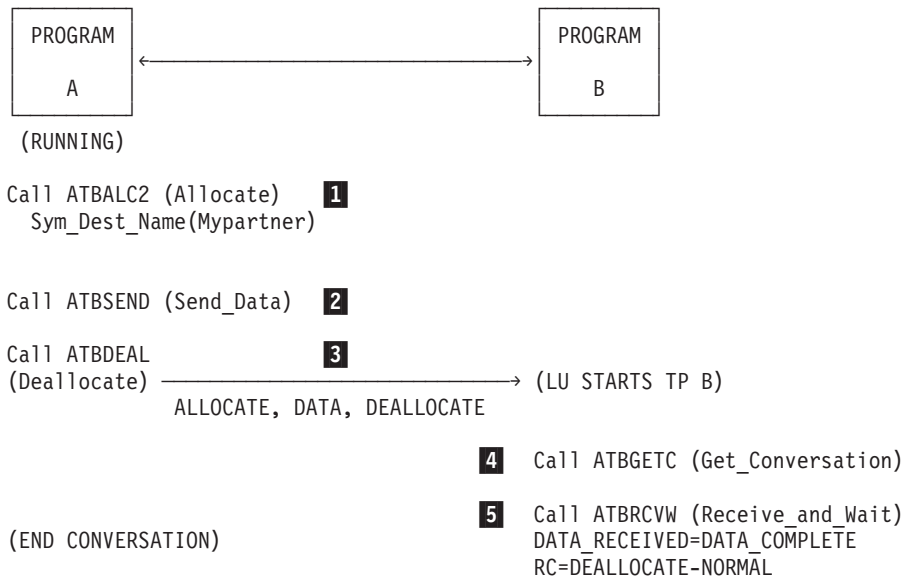 PROGRAM PROGRAM
A B
(RUNNING)
Call ATBALC2 (Allocate) 1
Sym_Dest_Name(Mypartner)
Call ATBSEND (Send_Data) 2
Call ATBDEAL 3
(Deallocate) (LU STARTS TP B)
ALLOCATE, DATA, DEALLOCATE
4 Call ATBGETC (Get_Conversation)
5 Call ATBRCVW (Receive_and_Wait)
(END CONVERSATION) DATA_RECEIVED=DATA_COMPLETE
RC=DEALLOCATE-NORMAL